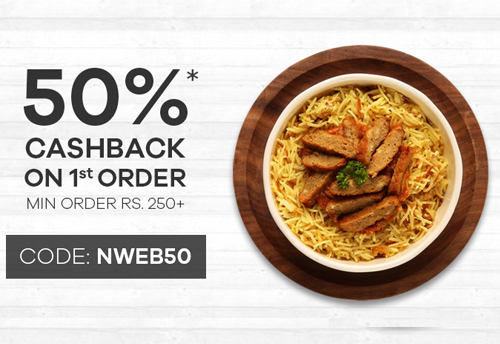 50%*
CASHBACK
ON 1st ORDER
MIN ORDER RS. 250+
CODE: NWEB50